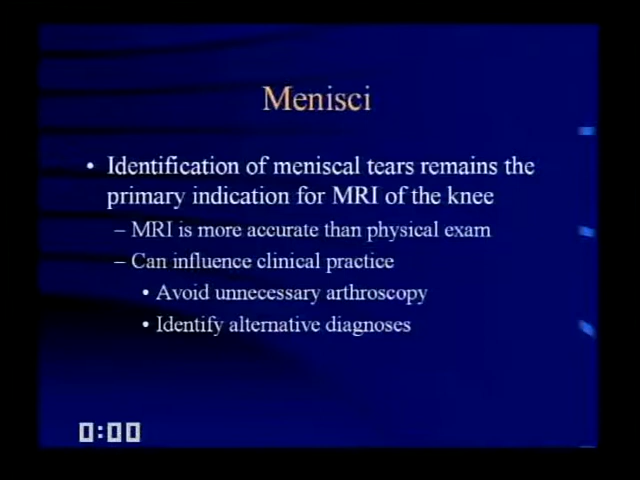 Menisci
• Identification of meniscal tears remains the
primary indication for MRI of the knee
– MRI is more accurate than physical exam
– Can influence clinical practice
• Avoid unnecessary arthroscopy
• Identify alternative diagnoses
0:00